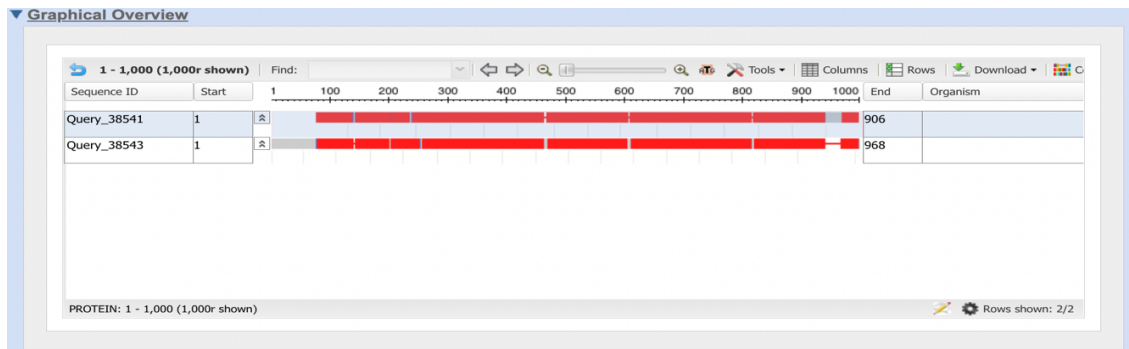 Graphical Overview
1 - 1,000 (1,000r shown) Find: Tools Columns Rows Download C
Sequence ID Start 1 100 200 300 400 500 600 700 800 900 1000 End Organism
Query_38541 1 906
Query_38543 1 968
PROTEIN: 1 - 1,000 (1,000r shown) Rows shown: 2/2